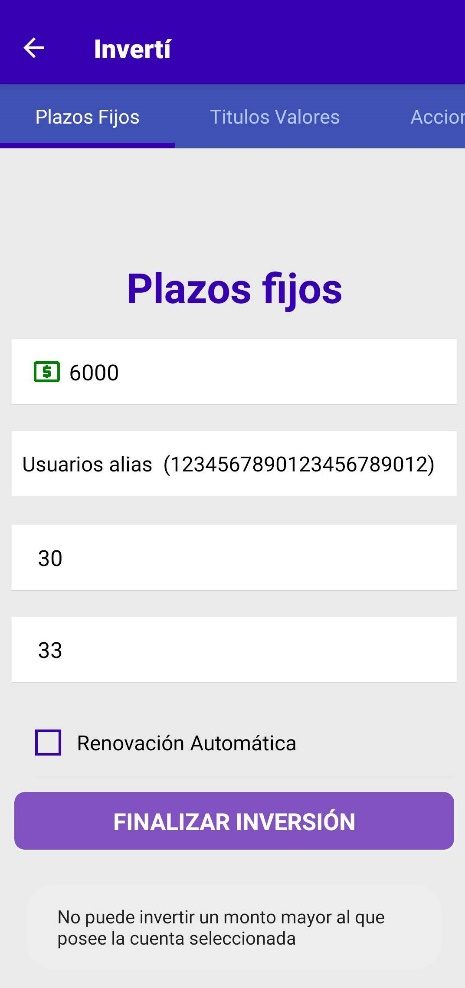 Invertí
Plazos Fijos
Titulos Valores
Accior
Plazos fijos
6000
Usuarios alias  (1234567890123456789012)
30
33
Renovación Automática
FINALIZAR INVERSIÓN
No puede invertir un monto mayor al que
posee la cuenta seleccionada